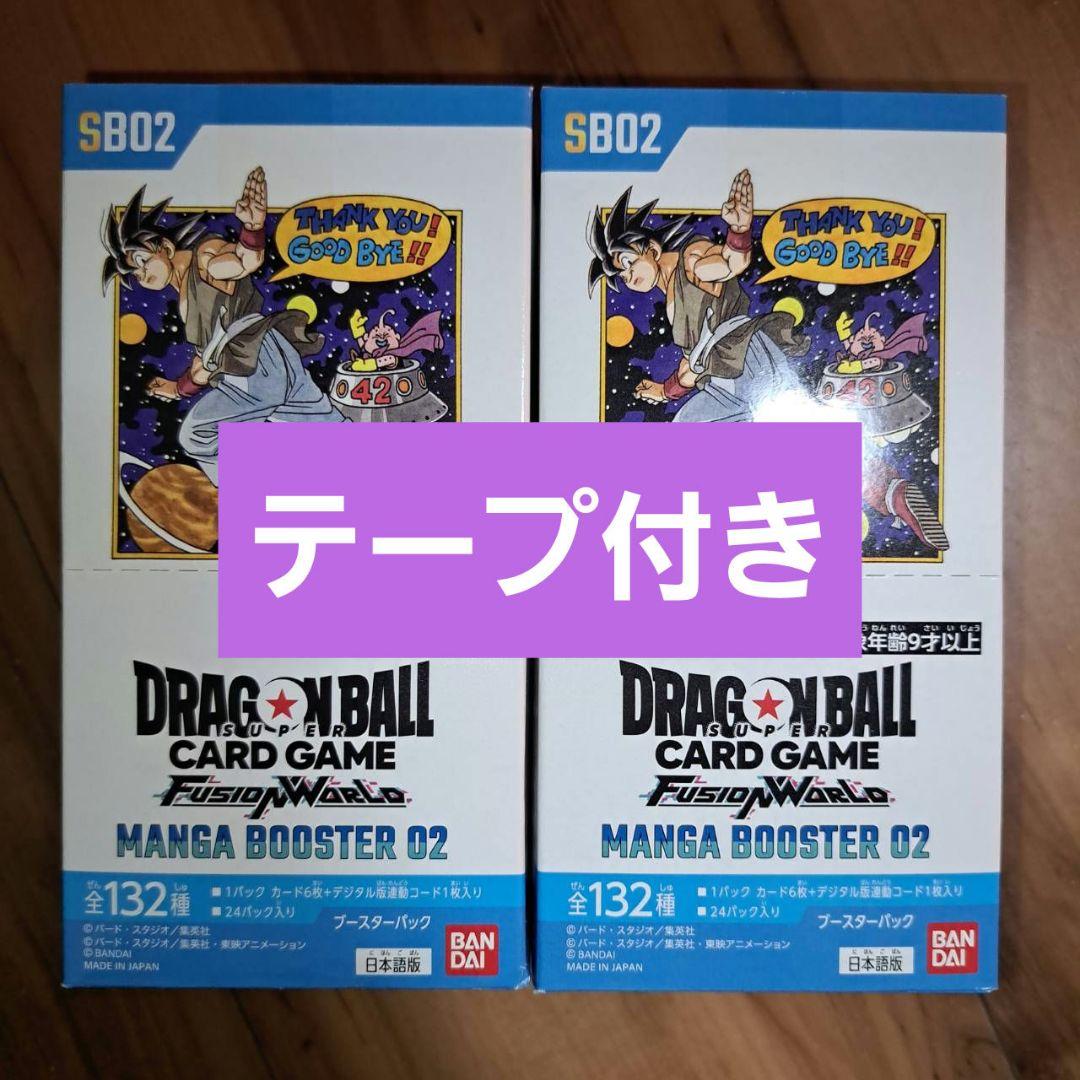 SB02
THANK YOU!
GOOD BYE!!
42
DRAGON BALL
SUPER
CARD GAME
FUSION WORLD
MANGA BOOSTER 02
全132種
■1パック カード6枚+デジタル版連動コード1枚入り
■24パック入り
ブースターパック
©バード・スタジオ/集英社
©バード・スタジオ/集英社・東映アニメーション
©BANDAI
MADE IN JAPAN
日本語版
BAN
DAI
SB02
THANK YOU!
GOOD BYE!!
42
年齢9才以上
DRAGON BALL
SUPER
CARD GAME
FUSION WORLD
MANGA BOOSTER 02
全132種
■1パック カード6枚+デジタル版連動コード1枚入り
■24パック入り
ブースターパック
©バード・スタジオ/集英社
©バード・スタジオ/集英社・東映アニメーション
©BANDAI
MADE IN JAPAN
日本語版
BAN
DAI
テープ付き